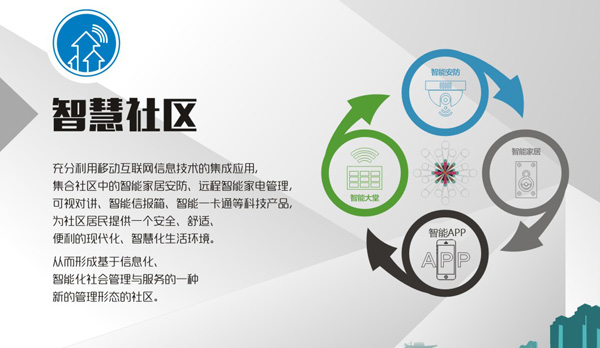 智慧社区
充分利用移动互联网信息技术的集成应用,
集合社区中的智能家居安防、远程智能家电管理,
可视对讲、智能信报箱、智能一卡通等科技产品,
为社区居民提供一个安全、舒适、
便利的现代化、智慧化生活环境。
从而形成基于信息化、
智能化社会管理与服务的一种
新的管理形态的社区。
智能安防
智能家居
智能大堂
智能APP
APP